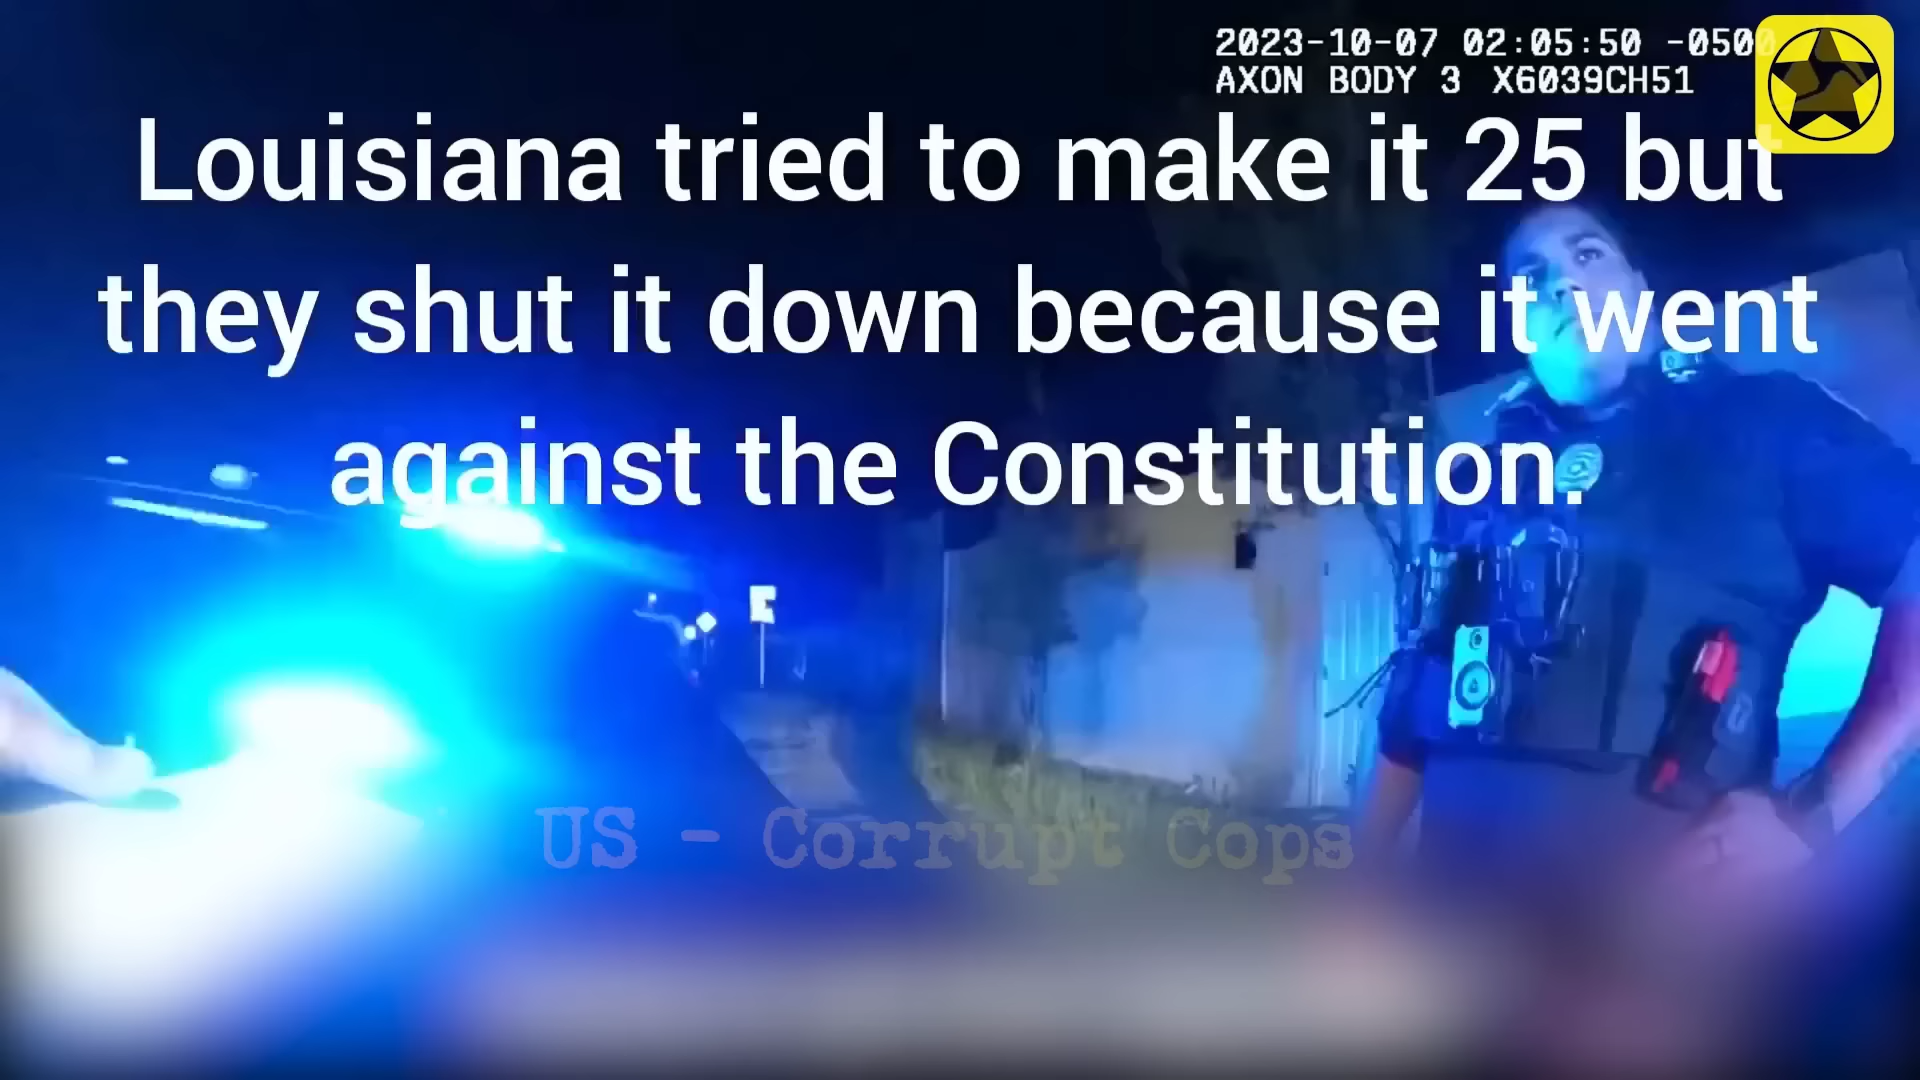 2023-10-07 02:05:50 -0500
AXON BODY 3 X6039CH51
Louisiana tried to make it 25 but
they shut it down because it went
against the Constitution.
US - Corrupt Cops